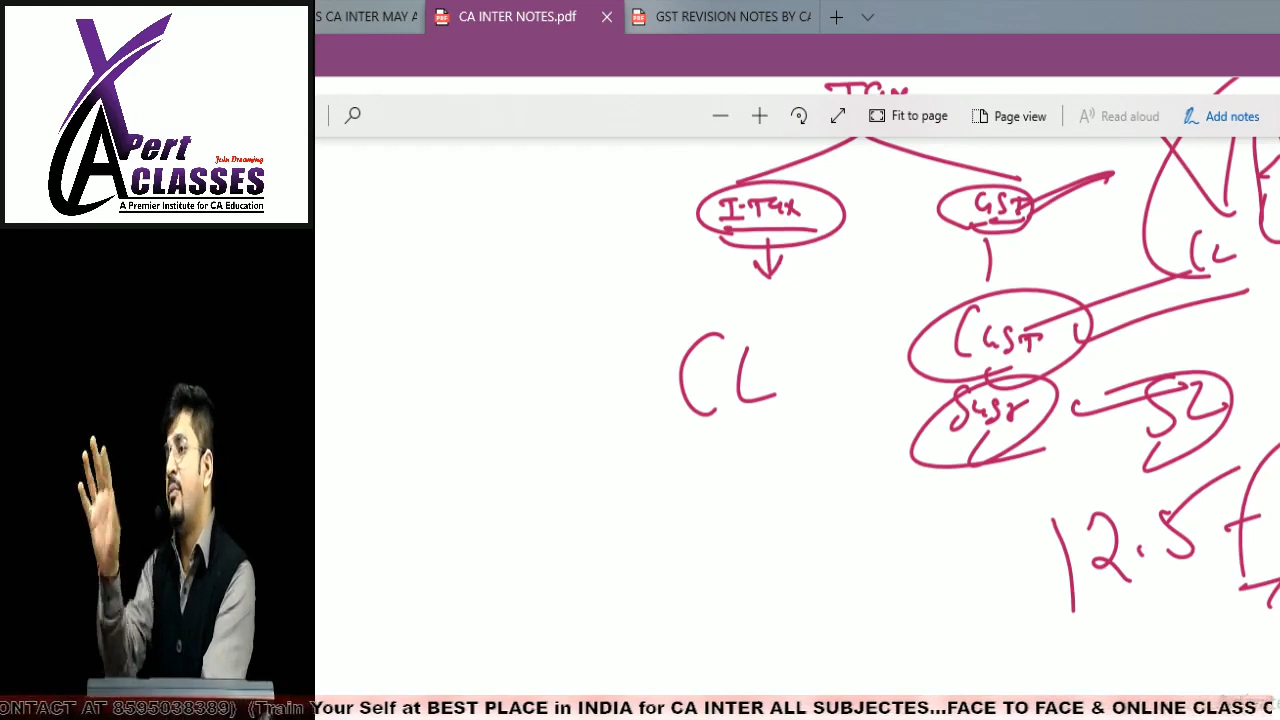 S CA INTER MAY A
CA INTER NOTES.pdf
GST REVISION NOTES BY CA
Fit to page
Page view
Read aloud
Add notes
XPert
Join Dreaming
CLASSES
A Premier Institute for CA Education
Tax
I-Tax
GST
CL
CGST
CL
SGST
SL
12.5
ONTACT AT 8595038389) (Train Your Self at BEST PLACE in INDIA for CA INTER ALL SUBJECTES...FACE TO FACE & ONLINE CLASS C